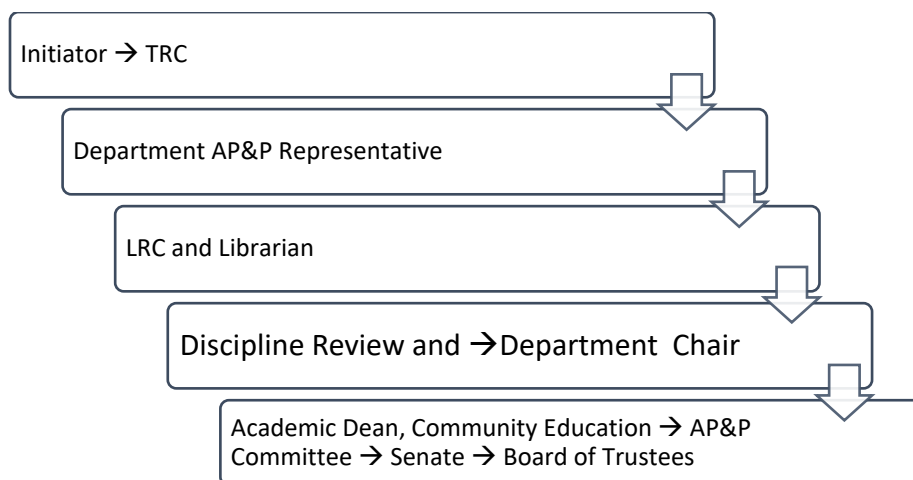 Initiator → TRC
Department AP&P Representative
LRC and Librarian
Discipline Review and →Department  Chair
Academic Dean, Community Education → AP&P
Committee → Senate → Board of Trustees